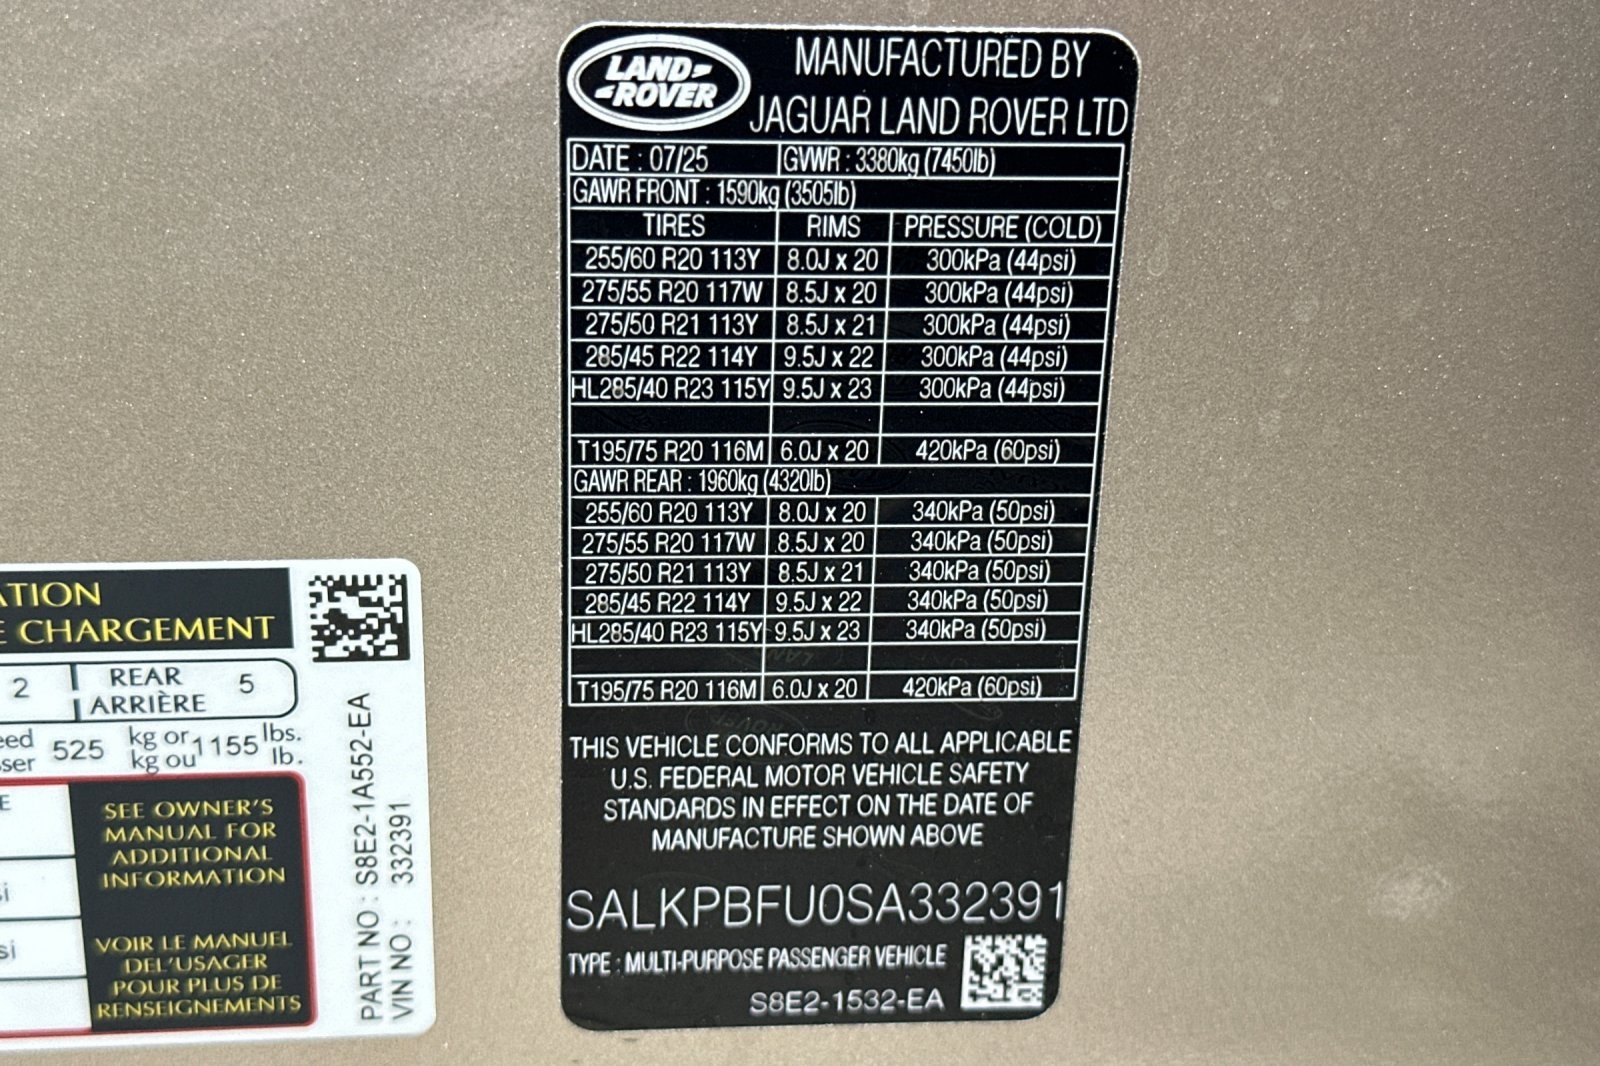 LAND
ROVER
MANUFACTURED BY
JAGUAR LAND ROVER LTD
DATE : 07/25 GVWR : 3380kg (7450lb)
GAWR FRONT : 1590kg (3505lb)
TIRES RIMS PRESSURE (COLD)
255/60 R20 113Y 8.0J x 20 300kPa (44psi)
275/55 R20 117W 8.5J x 20 300kPa (44psi)
275/50 R21 113Y 8.5J x 21 300kPa (44psi)
285/45 R22 114Y 9.5J x 22 300kPa (44psi)
HL285/40 R23 115Y 9.5J x 23 300kPa (44psi)
T195/75 R20 116M 6.0J x 20 420kPa (60psi)
GAWR REAR : 1960kg (4320lb)
255/60 R20 113Y 8.0J x 20 340kPa (50psi)
275/55 R20 117W 8.5J x 20 340kPa (50psi)
275/50 R21 113Y 8.5J x 21 340kPa (50psi)
285/45 R22 114Y 9.5J x 22 340kPa (50psi)
HL285/40 R23 115Y 9.5J x 23 340kPa (50psi)
T195/75 R20 116M 6.0J x 20 420kPa (60psi)
THIS VEHICLE CONFORMS TO ALL APPLICABLE
U.S. FEDERAL MOTOR VEHICLE SAFETY
STANDARDS IN EFFECT ON THE DATE OF
MANUFACTURE SHOWN ABOVE
SALKPBFU0SA332391
TYPE : MULTI-PURPOSE PASSENGER VEHICLE
S8E2-1532-EA
ATION
E CHARGEMENT
2 REAR 5
ARRIÈRE
eed 525 kg or 1155 lbs.
sser kg ou lb.
E
SEE OWNER'S
MANUAL FOR
ADDITIONAL
INFORMATION
si
VOIR LE MANUEL
DEL'USAGER
POUR PLUS DE
RENSEIGNEMENTS
si
PART NO : S8E2-1A552-EA
VIN NO : 332391